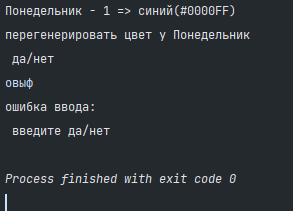 Понедельник - 1 => синий(#0000FF)
перегенерировать цвет у Понедельник
да/нет
овыф
ошибка ввода:
введите да/нет
Process finished with exit code 0